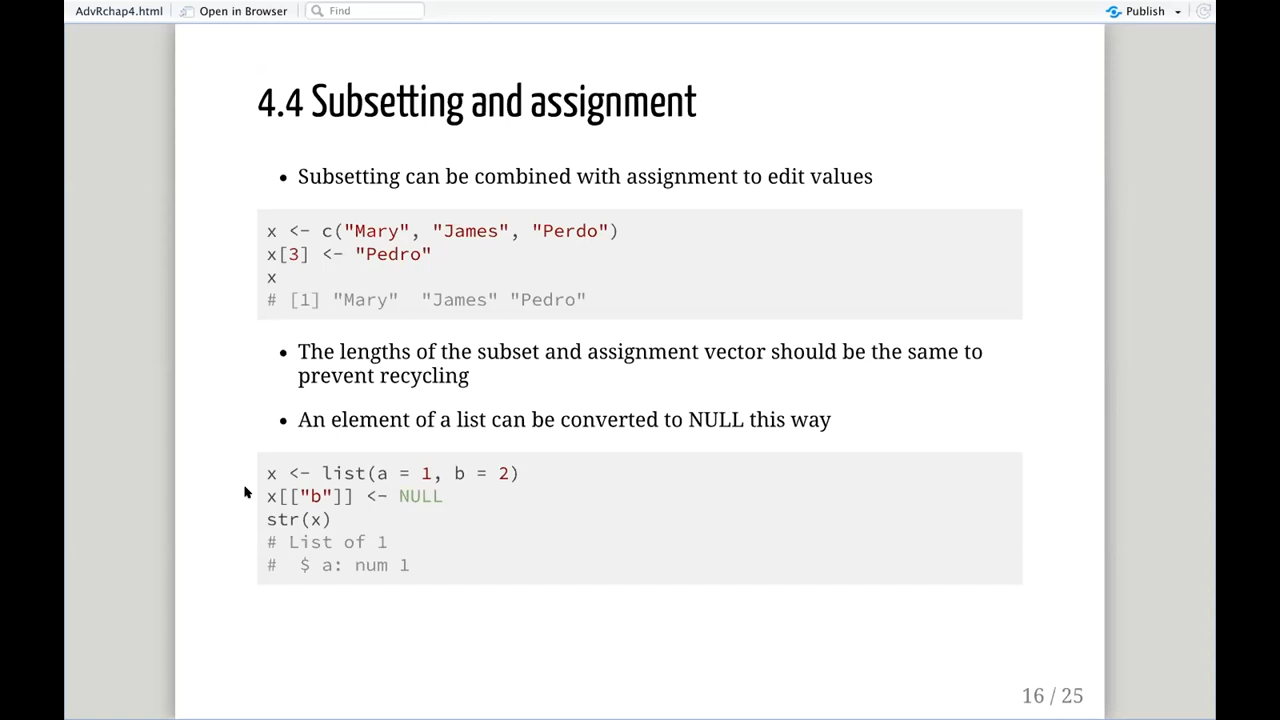 AdvRchap4.html Open in Browser Find Publish
4.4 Subsetting and assignment
• Subsetting can be combined with assignment to edit values
x <- c("Mary", "James", "Perdo")
x[3] <- "Pedro"
x
# [1] "Mary"  "James" "Pedro"
• The lengths of the subset and assignment vector should be the same to
prevent recycling
• An element of a list can be converted to NULL this way
x <- list(a = 1, b = 2)
x[["b"]] <- NULL
str(x)
# List of 1
#  $ a: num 1
16 / 25